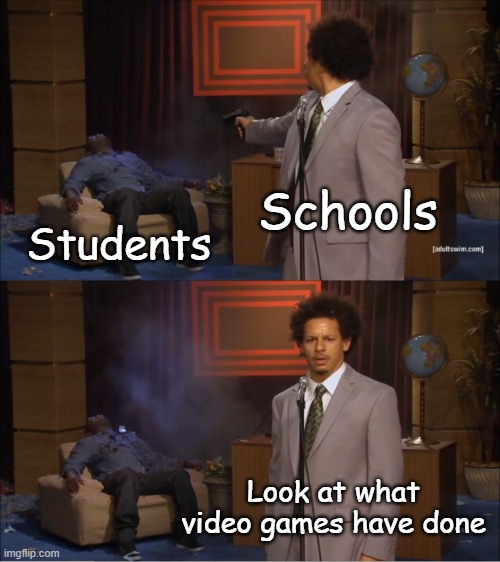 Schools
Students
[adultswim.com]
Look at what
video games have done
imgflip.com